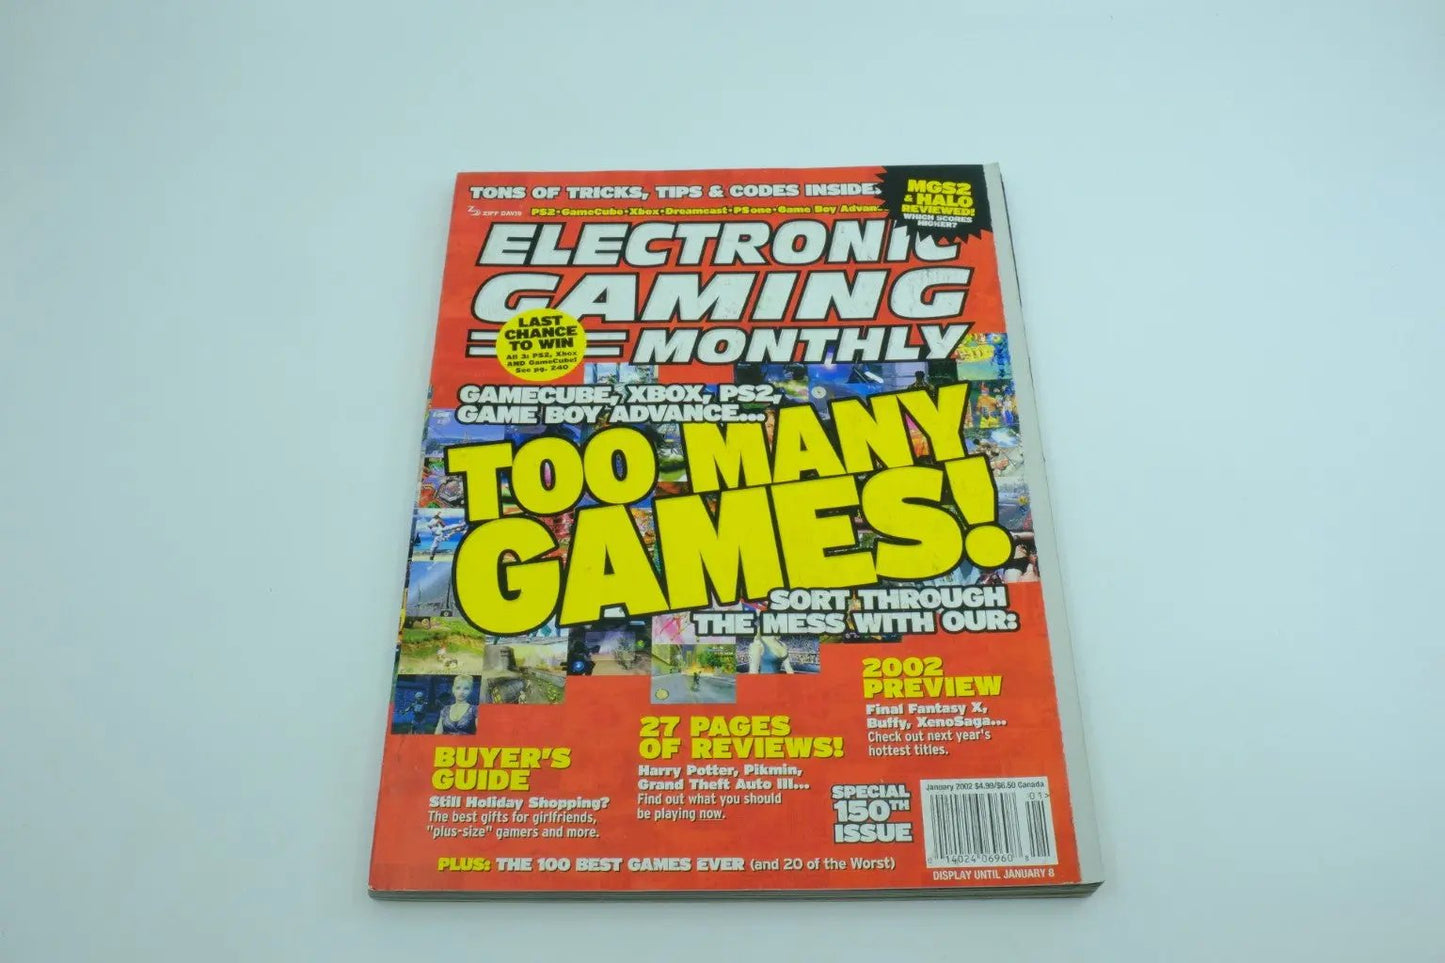 TONS OF TRICKS, TIPS & CODES INSIDE.
MGS2
& HALO
REVIEWED!
WHICH SCORES
HIGHER?
ZIFF DAVIS
PS2•GameCube•Xbox•Dreamcast•PSone•Game Boy Advan...
ELECTRONIC
GAMING
MONTHLY
LAST
CHANCE
TO WIN
All 3: PS2, Xbox
AND GameCube!
See pg. 240
GAMECUBE, XBOX, PS2,
GAME BOY ADVANCE...
TOO MANY
GAMES!
SORT THROUGH
THE MESS WITH OUR:
2002
PREVIEW
Final Fantasy X,
Buffy, XenoSaga...
Check out next year's
hottest titles.
27 PAGES
OF REVIEWS!
Harry Potter, Pikmin,
Grand Theft Auto III...
Find out what you should
be playing now.
BUYER'S
GUIDE
Still Holiday Shopping?
The best gifts for girlfriends,
"plus-size" gamers and more.
SPECIAL
150TH
ISSUE
January 2002 $4.99/$6.50 Canada
01>
0 14024 06960 8
DISPLAY UNTIL JANUARY 8
PLUS: THE 100 BEST GAMES EVER (and 20 of the Worst)